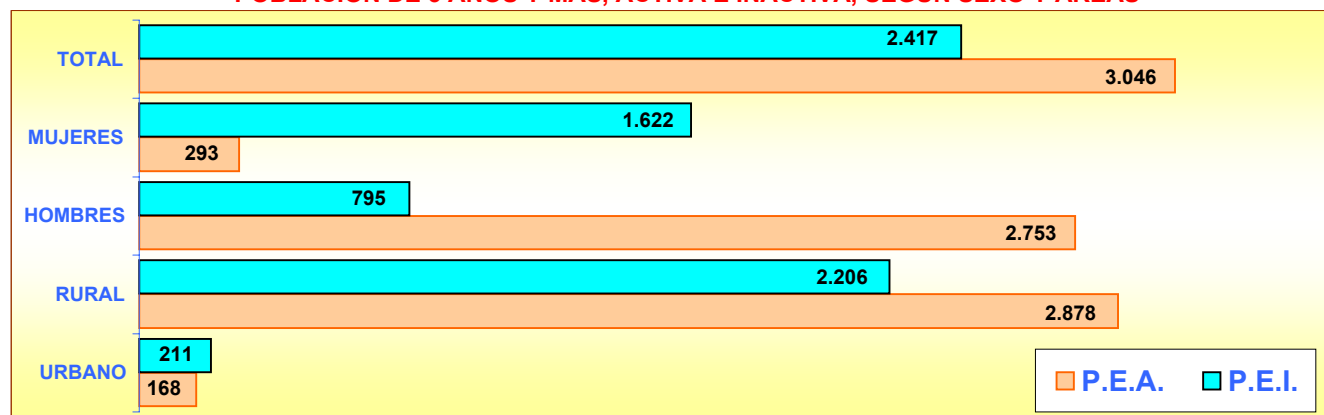 TOTAL
2.417
3.046
MUJERES
1.622
293
HOMBRES
795
2.753
RURAL
2.206
2.878
URBANO
211
168
P.E.A. P.E.I.